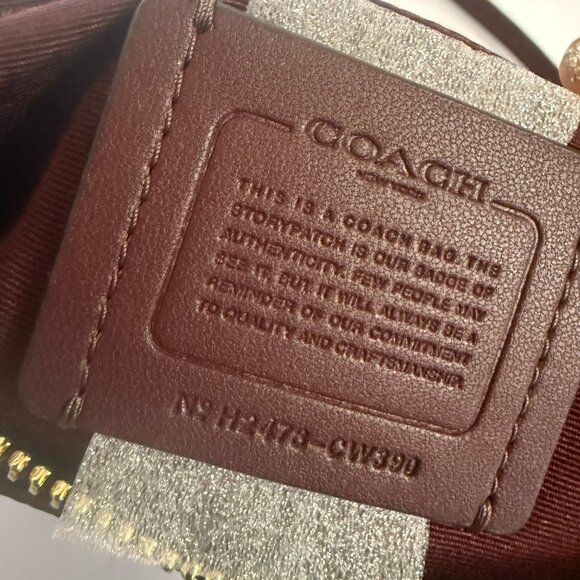 COACH
NEW YORK
THIS IS A COACH BAG. THE
STORYPATCH IS OUR BADGE OF
AUTHENTICITY. FEW PEOPLE MAY
SEE IT, BUT IT WILL ALWAYS BE A
REMINDER OF OUR COMMITMENT
TO QUALITY AND CRAFTSMANSHIP.
Nº H2473-CW390